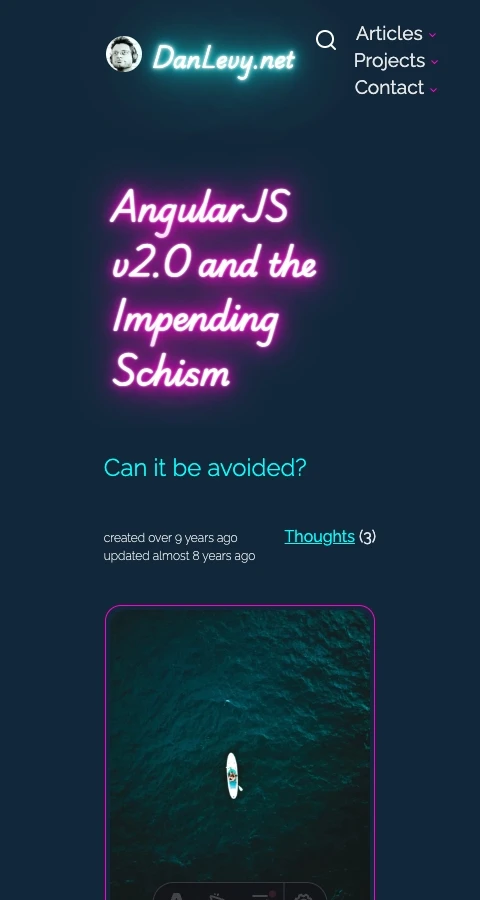 DanLevy.net
Articles
Projects
Contact
AngularJS
v2.0 and the
Impending
Schism
Can it be avoided?
created over 9 years ago
updated almost 8 years ago
Thoughts (3)